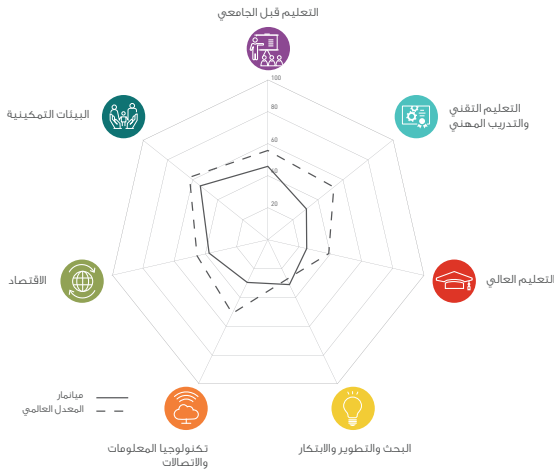 التعليم قبل الجامعي
التعليم التقني
والتدريب المهني
البيئات التمكينية
100
80
60
40
20
التعليم العالي
الاقتصاد
ميانمار
المعدل العالمي
تكنولوجيا المعلومات
والاتصالات
البحث والتطوير والابتكار